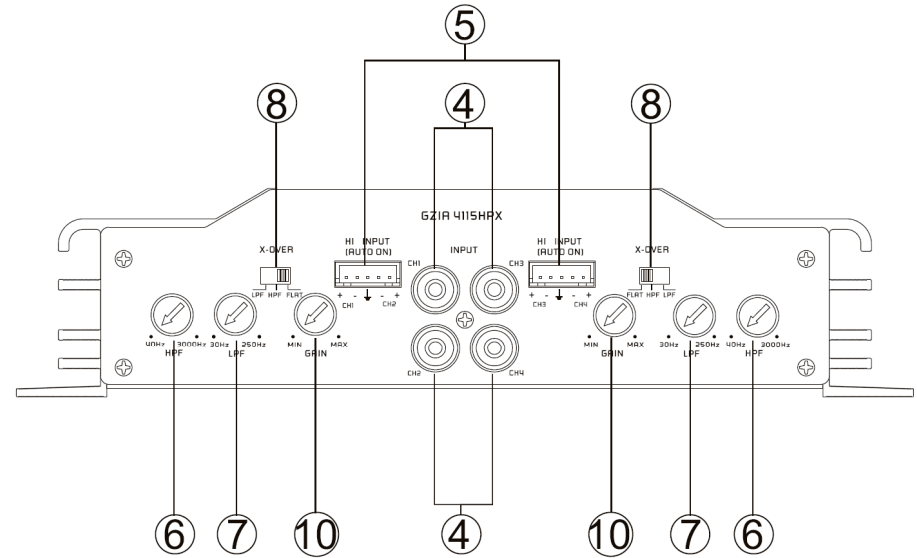 5
4
8
8
GZIA 4115HPX
X-OVER
HI INPUT
(AUTO ON)
INPUT
HI INPUT
(AUTO ON)
X-OVER
CH1
CH3
LPF HPF FLAT
+ - - +
CH1 CH2
+ - - +
CH3 CH4
FLAT HPF LPF
40Hz 3000Hz
HPF
30Hz 250Hz
LPF
MIN MAX
GAIN
CH2
CH4
MIN MAX
GAIN
30Hz 250Hz
LPF
40Hz 3000Hz
HPF
6
7
10
4
10
7
6